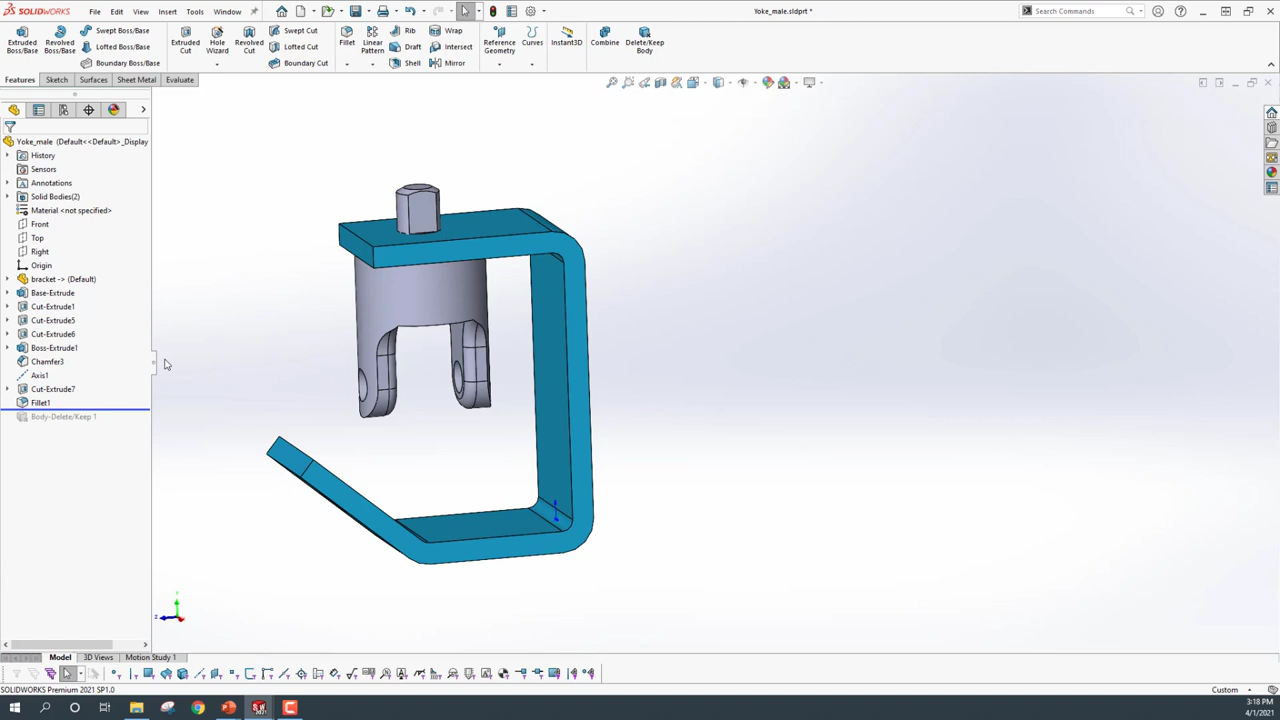 SOLIDWORKS File Edit View Insert Tools Window Yoke_male.sldprt * Search Commands
Extruded Boss/Base Revolved Boss/Base Swept Boss/Base Extruded Cut Hole Wizard Revolved Cut Swept Cut Fillet Linear Pattern Rib Wrap Reference Geometry Curves Instant3D Combine Delete/Keep Body
Lofted Boss/Base Lofted Cut Draft Intersect
Boundary Boss/Base Boundary Cut Shell Mirror
Features Sketch Surfaces Sheet Metal Evaluate
Yoke_male (Default<<Default>_Display
History
Sensors
Annotations
Solid Bodies(2)
Material <not specified>
Front
Top
Right
Origin
bracket -> (Default)
Base-Extrude
Cut-Extrude1
Cut-Extrude5
Cut-Extrude6
Boss-Extrude1
Chamfer3
Axis1
Cut-Extrude7
Fillet1
Body-Delete/Keep 1
Model 3D Views Motion Study 1
SOLIDWORKS Premium 2021 SP1.0 Custom
3:18 PM
4/1/2021